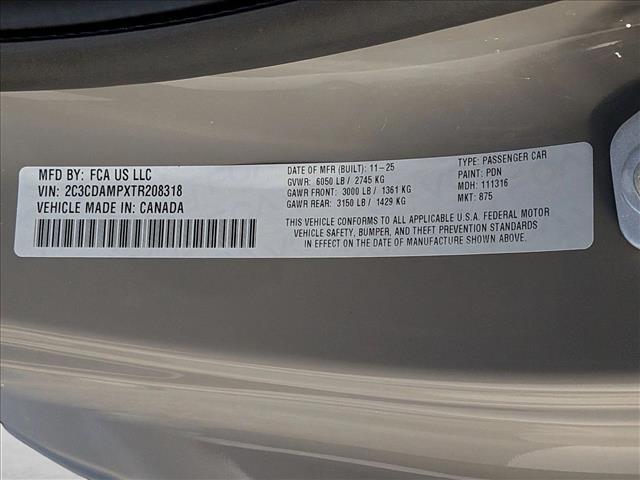 MFD BY: FCA US LLC
VIN: 2C3CDAMPXTR208318
VEHICLE MADE IN: CANADA
DATE OF MFR (BUILT): 11-25
GVWR: 6050 LB / 2745 KG
GAWR FRONT: 3000 LB / 1361 KG
GAWR REAR: 3150 LB / 1429 KG
TYPE: PASSENGER CAR
PAINT: PDN
MDH: 111316
MKT: 875
THIS VEHICLE CONFORMS TO ALL APPLICABLE U.S.A. FEDERAL MOTOR
VEHICLE SAFETY, BUMPER, AND THEFT PREVENTION STANDARDS
IN EFFECT ON THE DATE OF MANUFACTURE SHOWN ABOVE.